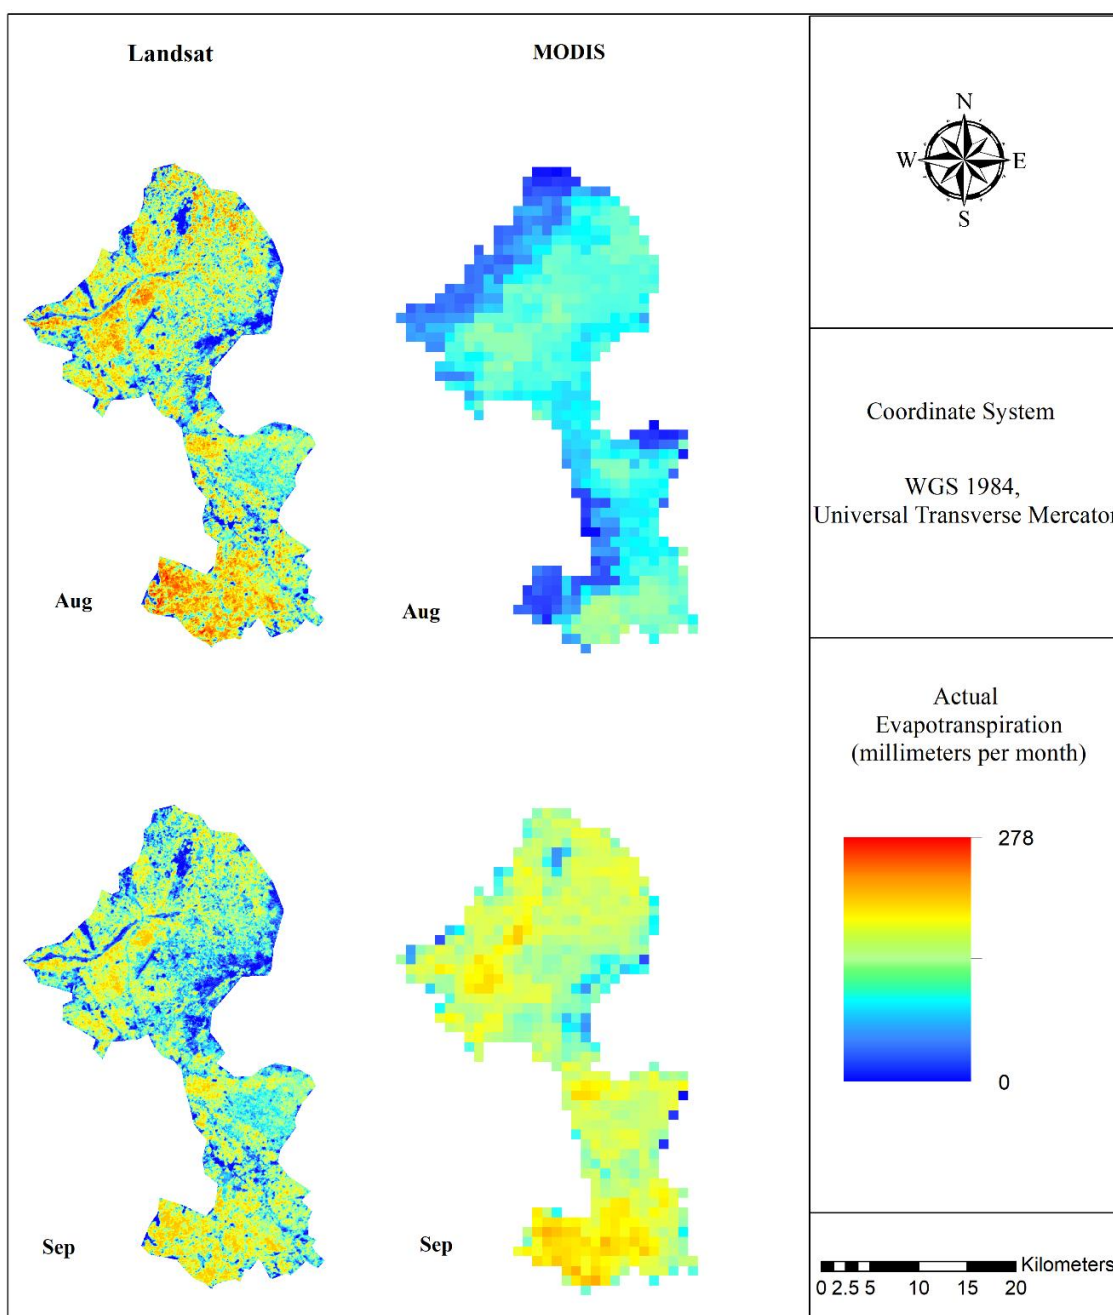 Landsat
MODIS
N
W
E
S
Coordinate System
WGS 1984,
Universal Transverse Mercator
Aug
Aug
Actual
Evapotranspiration
(millimeters per month)
278
0
Sep
Sep
Kilometers
0 2.5 5 10 15 20